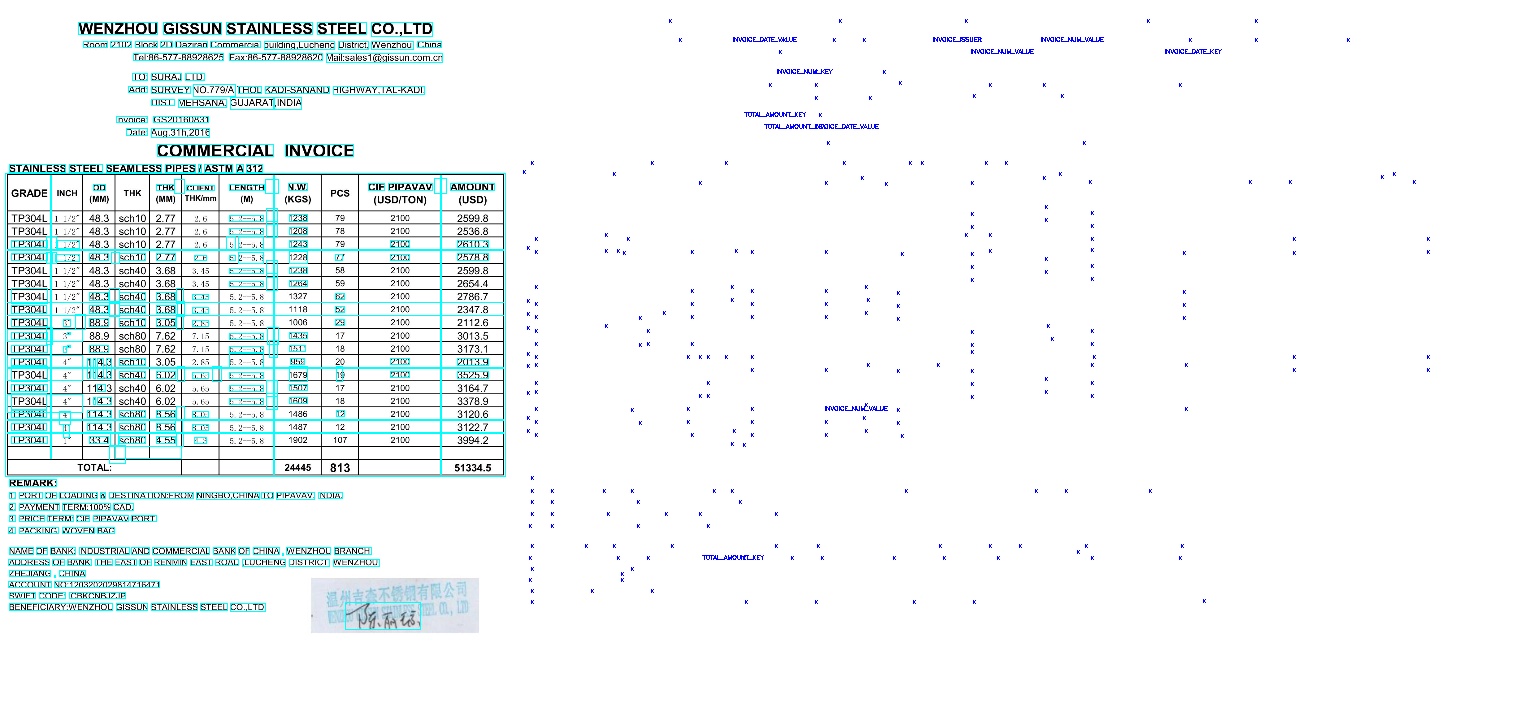 WENZHOU GISSUN STAINLESS STEEL CO.,LTD
Room 2102 Block 2D Daziran Commercial building,Lucheng District, Wenzhou China
Tel:86-577-88928625 Fax:86-577-88928620 Mail:sales1@gissun.com.cn
TO: SURAJ LTD
Add: SURVEY NO.779/A THOL KADI-SANAND HIGHWAY,TAL-KADI
DIST. MEHSANA, GUJARAT,INDIA
Invoice: GS20160831
Date: Aug.31h,2016
COMMERCIAL INVOICE
STAINLESS STEEL SEAMLESS PIPES / ASTM A 312
GRADE INCH OD (MM) THK THK (MM) CLIENT THK/mm LENGTH (M) N.W. (KGS) PCS CIF PIPAVAV (USD/TON) AMOUNT (USD)
TP304L 1 1/2" 48.3 sch10 2.77 2.6 5.2--5.8 1238 79 2100 2599.8
TP304L 1 1/2" 48.3 sch10 2.77 2.6 5.2--5.8 1208 78 2100 2536.8
TP304L 1 1/2" 48.3 sch10 2.77 2.6 5.2--5.8 1243 79 2100 2610.3
TP304L 1 1/2" 48.3 sch10 2.77 2.6 5.2--5.8 1228 77 2100 2578.8
TP304L 1 1/2" 48.3 sch40 3.68 3.45 5.2--5.8 1238 58 2100 2599.8
TP304L 1 1/2" 48.3 sch40 3.68 3.45 5.2--5.8 1264 59 2100 2654.4
TP304L 1 1/2" 48.3 sch40 3.68 3.45 5.2--5.8 1327 62 2100 2786.7
TP304L 1 1/2" 48.3 sch40 3.68 3.45 5.2--5.8 1118 52 2100 2347.8
TP304L 3" 88.9 sch10 3.05 2.85 5.2--5.8 1006 29 2100 2112.6
TP304L 3" 88.9 sch80 7.62 7.15 5.2--5.8 1435 17 2100 3013.5
TP304L 3" 88.9 sch80 7.62 7.15 5.2--5.8 1511 18 2100 3173.1
TP304L 4" 114.3 sch10 3.05 2.85 5.2--5.8 959 20 2100 2013.9
TP304L 4" 114.3 sch40 6.02 5.65 5.2--5.8 1679 19 2100 3525.9
TP304L 4" 114.3 sch40 6.02 5.65 5.2--5.8 1507 17 2100 3164.7
TP304L 4" 114.3 sch40 6.02 5.65 5.2--5.8 1609 18 2100 3378.9
TP304L 4" 114.3 sch80 8.56 5.2--5.8 1486 12 2100 3120.6
TP304L 4" 114.3 sch80 8.56 5.2--5.8 1487 12 2100 3122.7
TP304L 1" 33.4 sch80 4.55 4.3 5.2--5.8 1902 107 2100 3994.2
TOTAL: 24445 813 51334.5
REMARK:
1. PORT OF LOADING & DESTINATION:FROM NINGBO,CHINA TO PIPAVAV, INDIA
2. PAYMENT TERM:100% CAD.
3. PRICE TERM: CIF PIPAVAV PORT
4. PACKING: WOVEN BAG
NAME OF BANK: INDUSTRIAL AND COMMERCIAL BANK OF CHINA , WENZHOU BRANCH
ADDRESS OF BANK: THE EAST OF RENMIN EAST ROAD ,LUCHENG DISTRICT WENZHOU
ZHEJIANG , CHINA
ACCOUNT NO:1203202029814716471
SWIFT CODE: ICBKCNBJZJP
BENEFICIARY:WENZHOU GISSUN STAINLESS STEEL CO.,LTD
温州吉森不锈钢有限公司
INVOICE_DATE_VALUE INVOICE_ISSUER INVOICE_NUM_VALUE
INVOICE_NUM_VALUE INVOICE_DATE_KEY
INVOICE_NUM_KEY
TOTAL_AMOUNT_KEY
INVOICE_DATE_VALUE
INVOICE_NUM_VALUE
TOTAL_AMOUNT_KEY